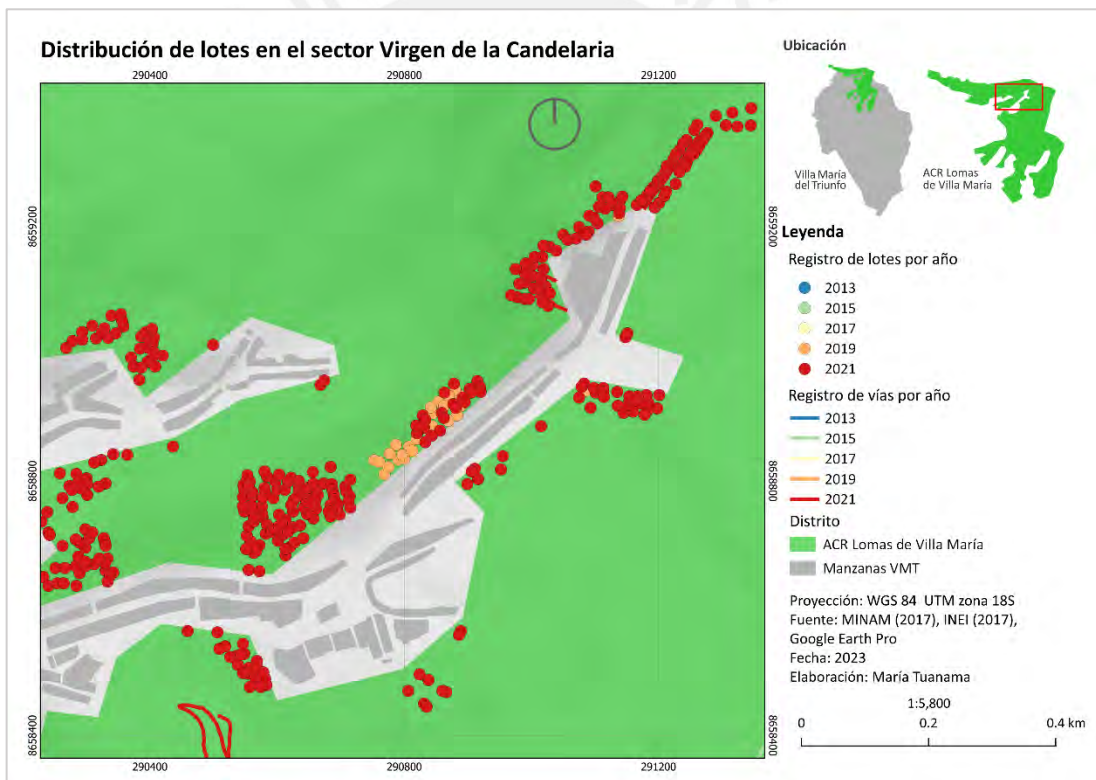 Distribución de lotes en el sector Virgen de la Candelaria
290400
290800
291200
8659200
8658800
8658400
8659200
8658800
8658400
290400
290800
291200
Ubicación
Villa María
del Triunfo
ACR Lomas
de Villa María
Leyenda
Registro de lotes por año
2013
2015
2017
2019
2021
Registro de vías por año
2013
2015
2017
2019
2021
Distrito
ACR Lomas de Villa María
Manzanas VMT
Proyección: WGS 84 UTM zona 18S
Fuente: MINAM (2017), INEI (2017),
Google Earth Pro
Fecha: 2023
Elaboración: María Tuanama
1:5,800
0 0.2 0.4 km